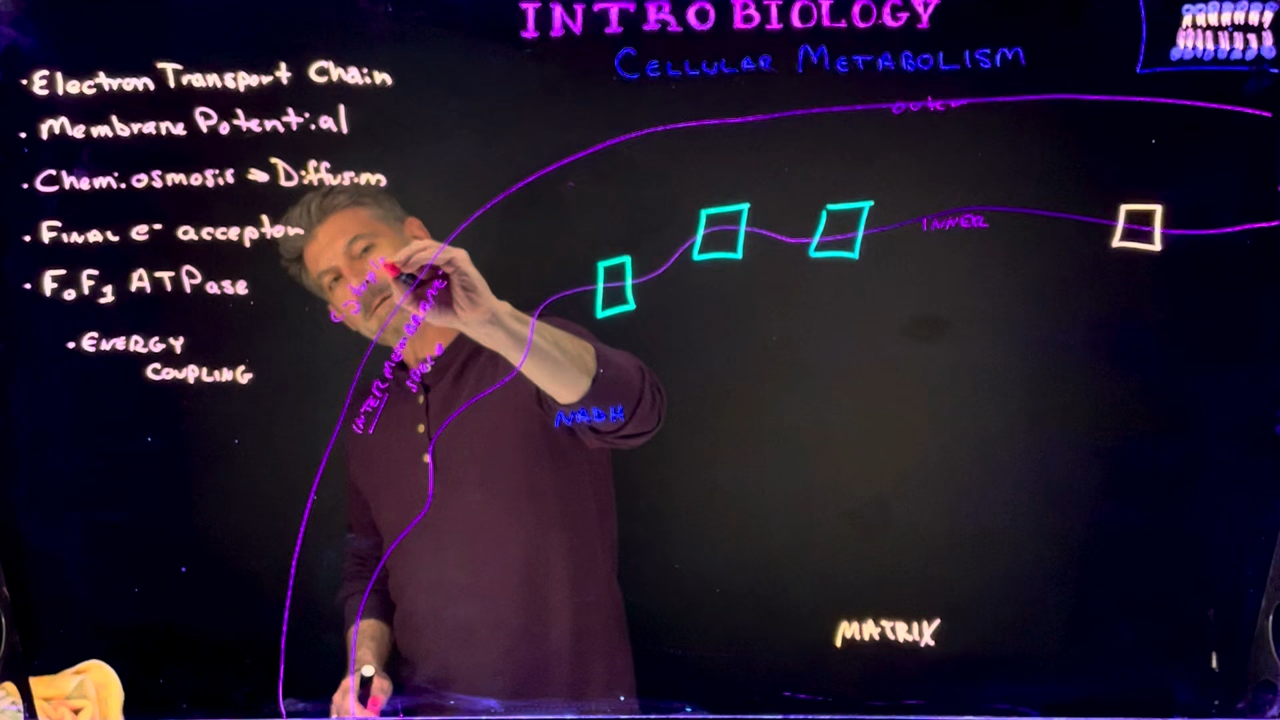 INTRO BIOLOGY
CELLULAR METABOLISM
· Electron Transport Chain
· Membrane Potential
· Chemiosmosis → Diffusion
· FINAL e⁻ acceptor
· F₀F₁ ATPase
· ENERGY
COUPLING
outer
INNER
INTERMEMBRANE
space
NADH
MATRIX